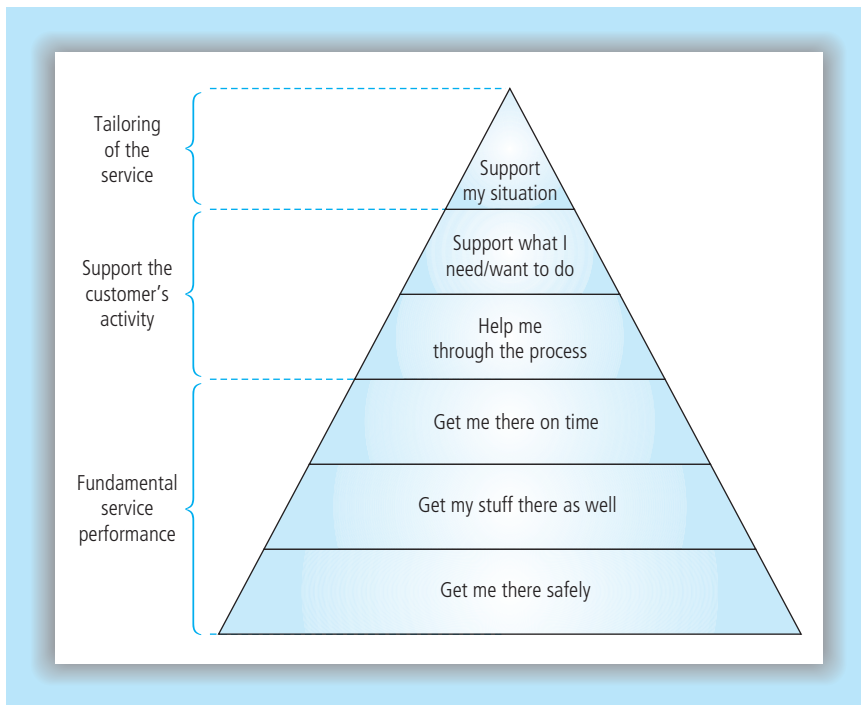 Tailoring
of the
service
Support
my situation
Support the
customer’s
activity
Support what I
need/want to do
Help me
through the process
Fundamental
service
performance
Get me there on time
Get my stuff there as well
Get me there safely